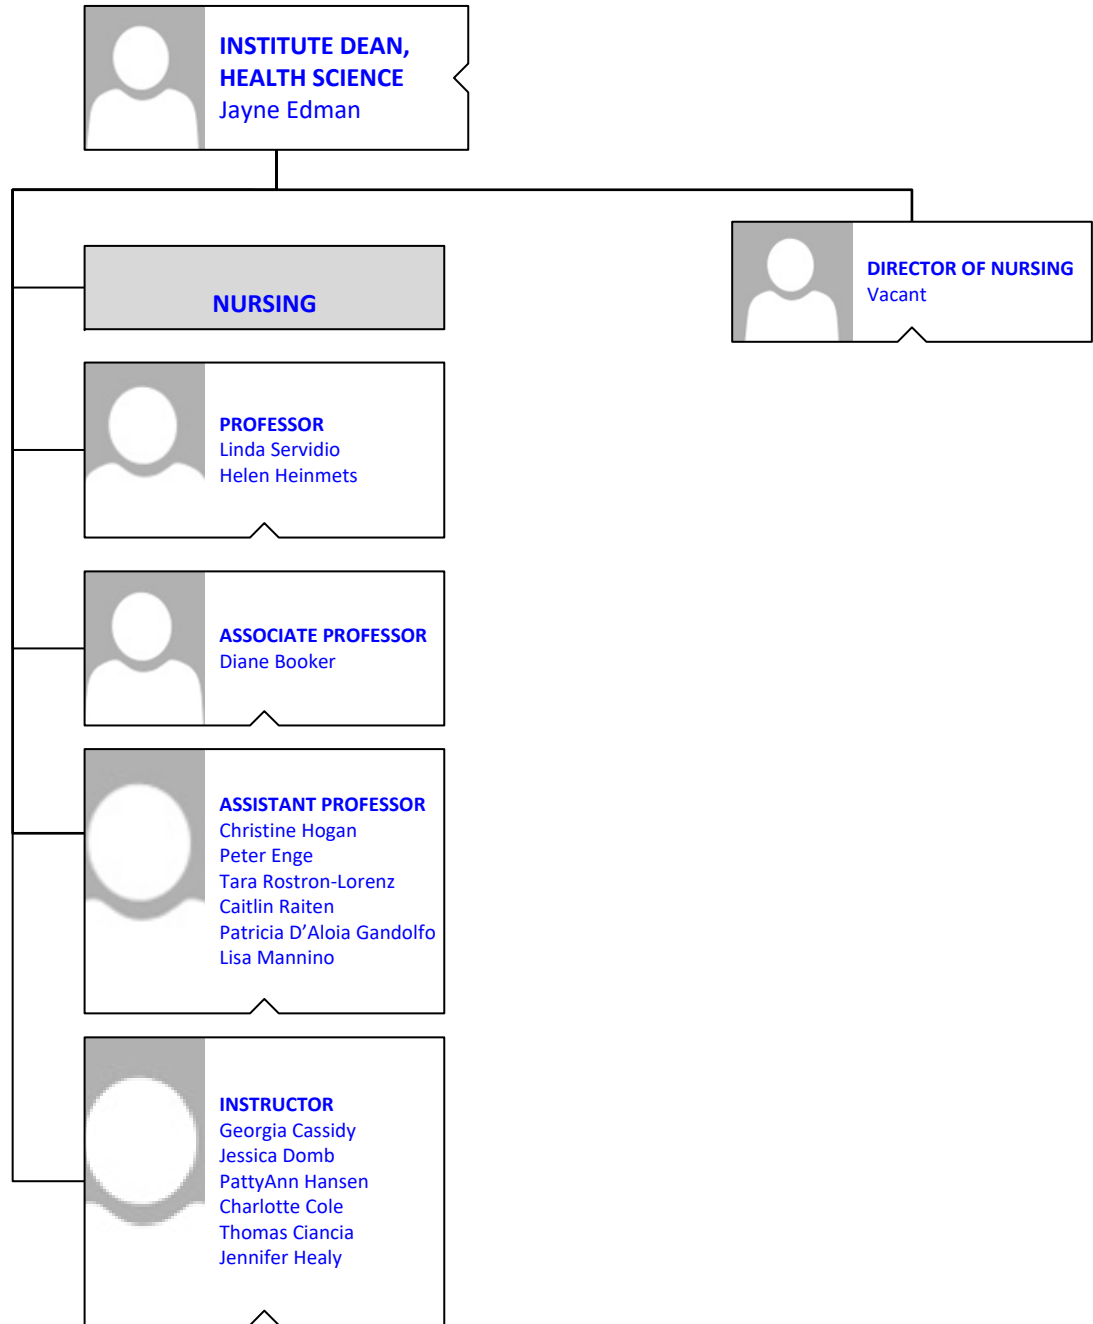 INSTITUTE DEAN,
HEALTH SCIENCE
Jayne Edman
DIRECTOR OF NURSING
Vacant
NURSING
PROFESSOR
Linda Servidio
Helen Heinmets
ASSOCIATE PROFESSOR
Diane Booker
ASSISTANT PROFESSOR
Christine Hogan
Peter Enge
Tara Rostron-Lorenz
Caitlin Raiten
Patricia D’Aloia Gandolfo
Lisa Mannino
INSTRUCTOR
Georgia Cassidy
Jessica Domb
PattyAnn Hansen
Charlotte Cole
Thomas Ciancia
Jennifer Healy